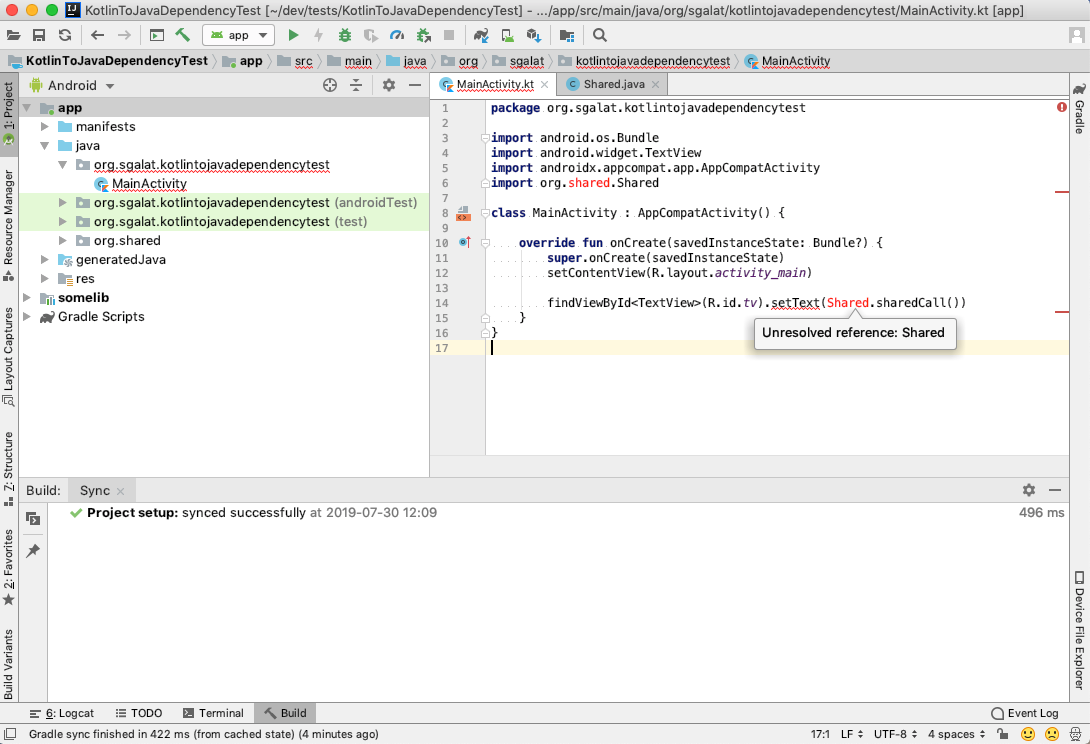 KotlinToJavaDependencyTest [~/dev/tests/KotlinToJavaDependencyTest] - .../app/src/main/java/org/sgalat/kotlintojavadependencytest/MainActivity.kt [app]
app
KotlinToJavaDependencyTest app src main java org sgalat kotlintojavadependencytest MainActivity
1: Project
Resource Manager
Layout Captures
Z: Structure
2: Favorites
Build Variants
Android
app
manifests
java
org.sgalat.kotlintojavadependencytest
MainActivity
org.sgalat.kotlintojavadependencytest (androidTest)
org.sgalat.kotlintojavadependencytest (test)
org.shared
generatedJava
res
somelib
Gradle Scripts
MainActivity.kt Shared.java
1 package org.sgalat.kotlintojavadependencytest
2
3 import android.os.Bundle
4 import android.widget.TextView
5 import androidx.appcompat.app.AppCompatActivity
6 import org.shared.Shared
7
8 class MainActivity : AppCompatActivity() {
9
10 override fun onCreate(savedInstanceState: Bundle?) {
11 super.onCreate(savedInstanceState)
12 setContentView(R.layout.activity_main)
13
14 findViewById<TextView>(R.id.tv).setText(Shared.sharedCall())
15 }
16 }
17
Unresolved reference: Shared
Gradle
Device File Explorer
Build: Sync
Project setup: synced successfully at 2019-07-30 12:09 496 ms
6: Logcat TODO Terminal Build Event Log
Gradle sync finished in 422 ms (from cached state) (4 minutes ago) 17:1 LF UTF-8 4 spaces